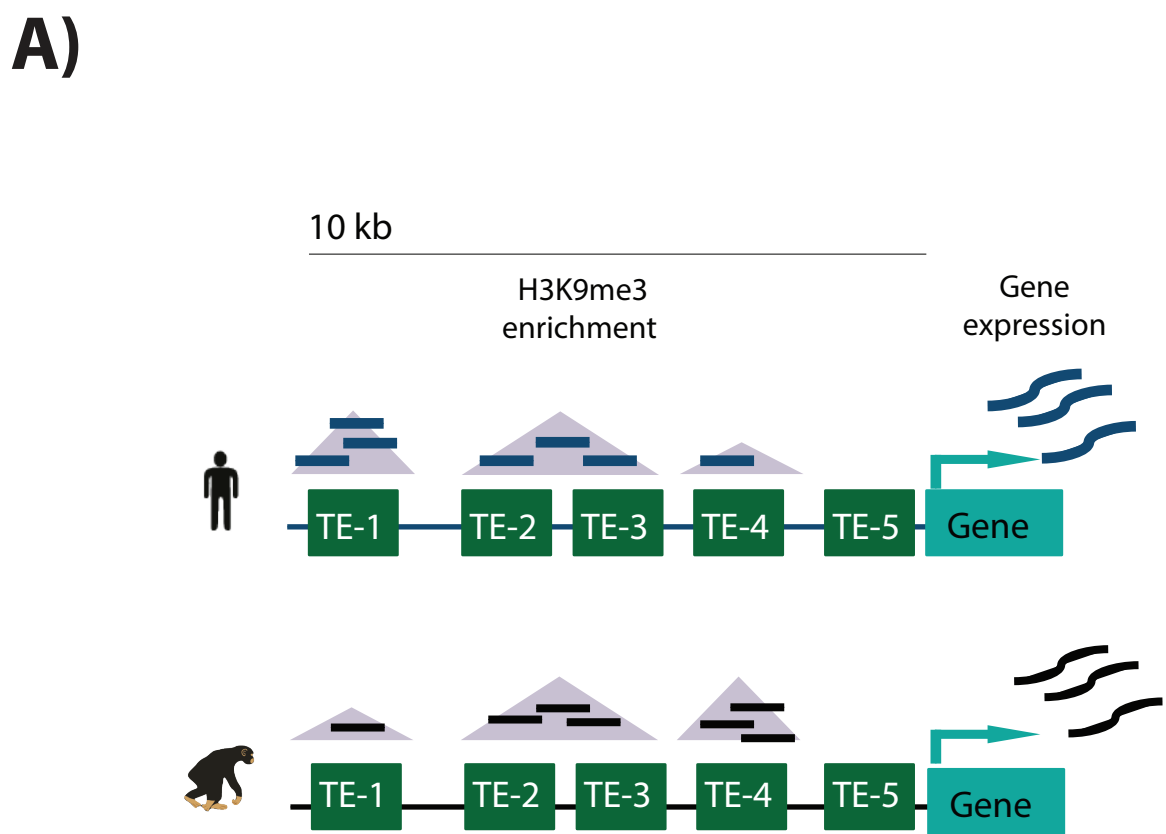 A)
10 kb
H3K9me3
enrichment
Gene
expression
TE-1 TE-2 TE-3 TE-4 TE-5 Gene
TE-1 TE-2 TE-3 TE-4 TE-5 Gene